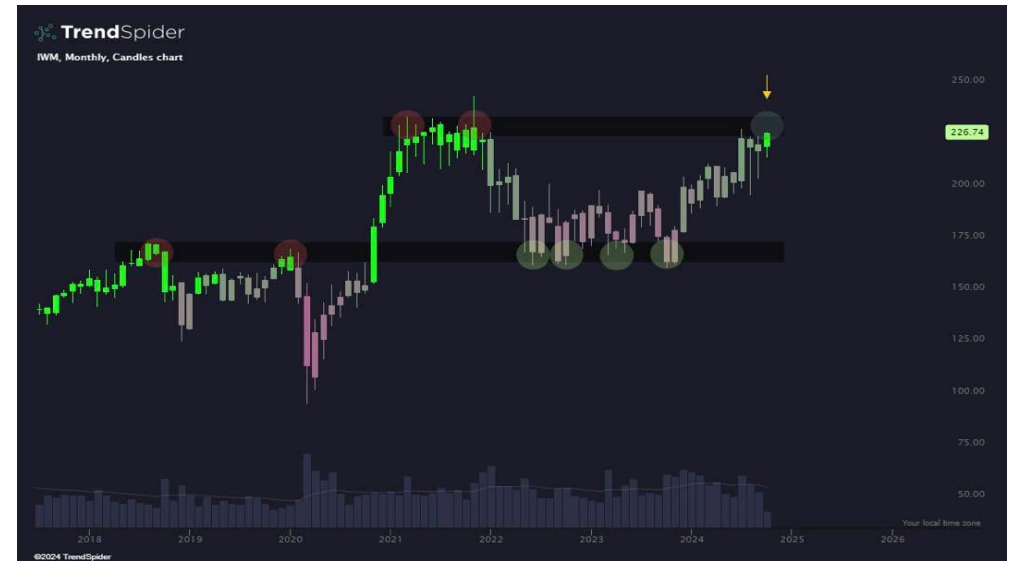 TrendSpider
IWM, Monthly, Candles chart
250.00
226.74
200.00
175.00
150.00
125.00
100.00
75.00
50.00
Your local time zone
2018 2019 2020 2021 2022 2023 2024 2025 2026
©2024 TrendSpider